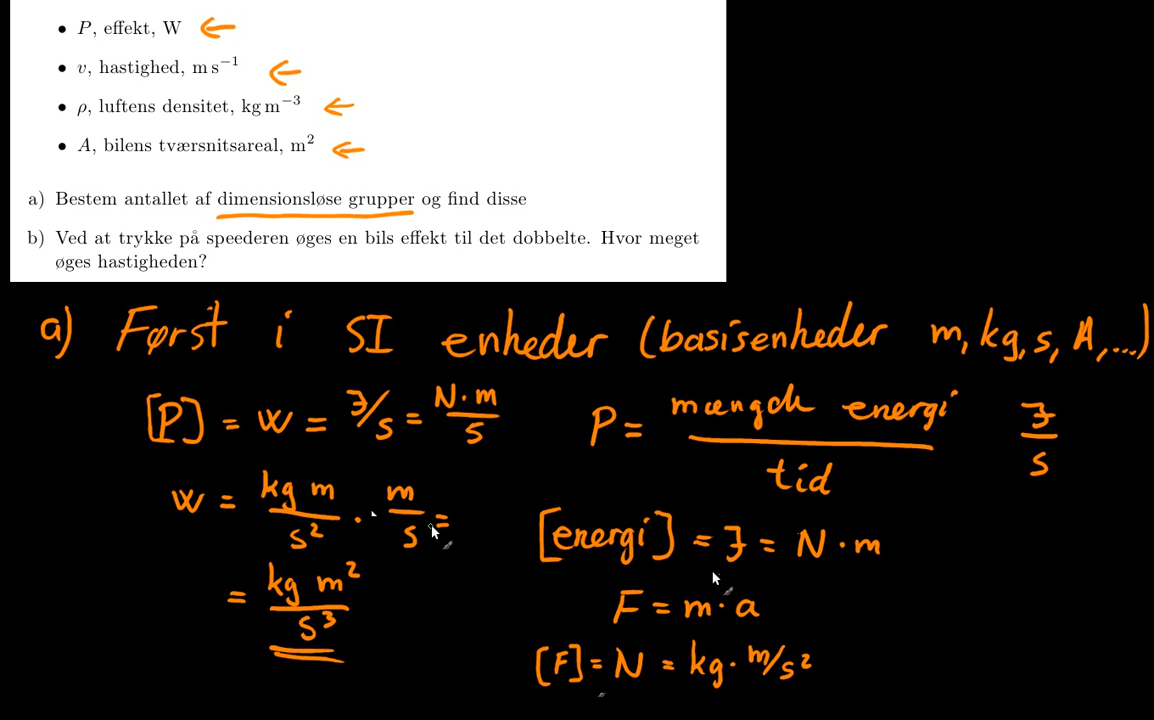 • P, effekt, W
• v, hastighed, m s⁻¹
• ρ, luftens densitet, kg m⁻³
• A, bilens tværsnitsareal, m²
a) Bestem antallet af dimensionsløse grupper og find disse
b) Ved at trykke på speederen øges en bils effekt til det dobbelte. Hvor meget
øges hastigheden?
a) Først i SI enheder (basisenheder m, kg, s, A,...)
[P] = W = J/s = N·m/s
P = mængde energi / tid
J/s
W = kg m/s² · m/s =
= kg m²/s³
[energi] = J = N·m
F = m·a
[F] = N = kg·m/s²